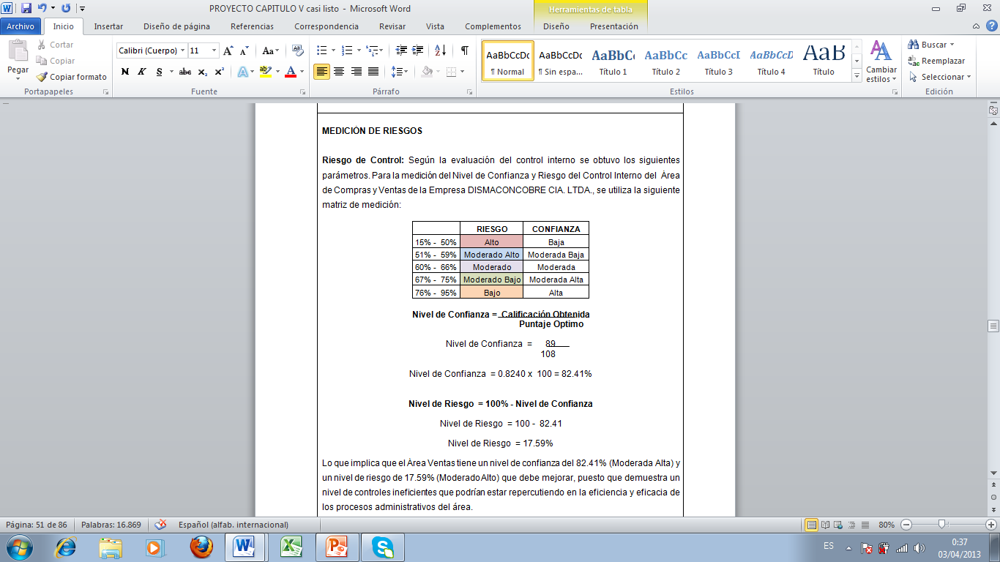 PROYECTO CAPITULO V casi listo - Microsoft Word
Herramientas de tabla
Archivo Inicio Insertar Diseño de página Referencias Correspondencia Revisar Vista Complementos Diseño Presentación
Pegar
Cortar
Copiar
Copiar formato
Portapapeles
Calibri (Cuerpo) 11
N K S abc x₂ x²
Fuente
Párrafo
AaBbCcDc AaBbCcDc AaBbC AaBbCc AaBbCcI AaBbCcD AaB
¶ Normal ¶ Sin espa... Título 1 Título 2 Título 3 Título 4 Título
Estilos
Cambiar estilos
Buscar
Reemplazar
Seleccionar
Edición
MEDICIÓN DE RIESGOS
Riesgo de Control: Según la evaluación del control interno se obtuvo los siguientes
parámetros. Para la medición del Nivel de Confianza y Riesgo del Control Interno del Área
de Compras y Ventas de la Empresa DISMACONCOBRE CIA. LTDA., se utiliza la siguiente
matriz de medición:
RIESGO CONFIANZA
15% - 50% Alto Baja
51% - 59% Moderado Alto Moderada Baja
60% - 66% Moderado Moderada
67% - 75% Moderado Bajo Moderada Alta
76% - 95% Bajo Alta
Nivel de Confianza = Calificación Obtenida
Puntaje Optimo
Nivel de Confianza = 89
108
Nivel de Confianza = 0.8240 x 100 = 82.41%
Nivel de Riesgo = 100% - Nivel de Confianza
Nivel de Riesgo = 100 - 82.41
Nivel de Riesgo = 17.59%
Lo que implica que el Área Ventas tiene un nivel de confianza del 82.41% (Moderada Alta) y
un nivel de riesgo de 17.59% (Moderado Alto) que debe mejorar, puesto que demuestra un
nivel de controles ineficientes que podrían estar repercutiendo en la eficiencia y eficacia de
los procesos administrativos del área.
Página: 51 de 86 Palabras: 16.869 Español (alfab. internacional) 80%
ES 0:37
03/04/2013